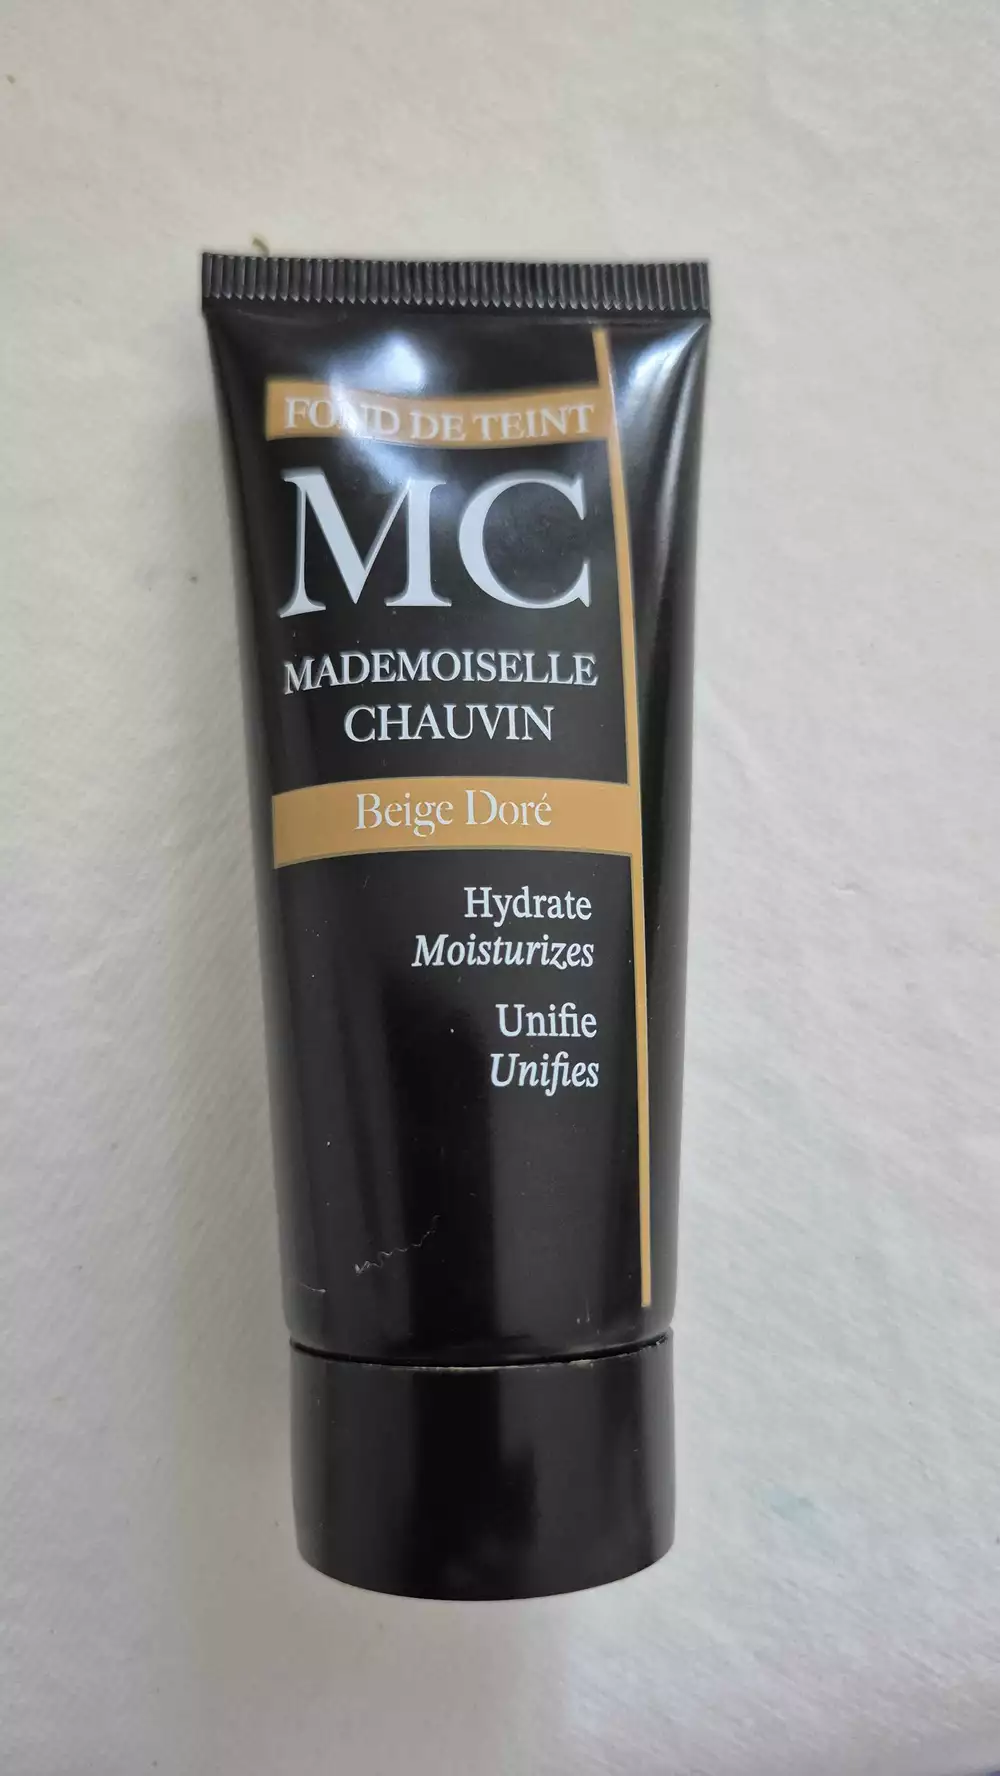 FOND DE TEINT
MC
MADEMOISELLE
CHAUVIN
Beige Doré
Hydrate
Moisturizes
Unifie
Unifies